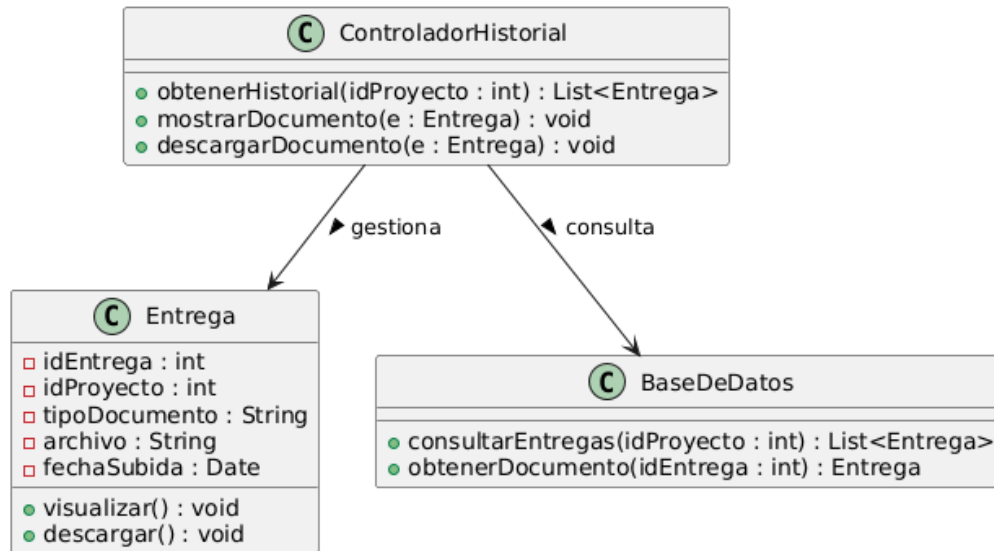 C ControladorHistorial
obtenerHistorial(idProyecto : int) : List<Entrega>
mostrarDocumento(e : Entrega) : void
descargarDocumento(e : Entrega) : void
gestiona
consulta
C Entrega
idEntrega : int
idProyecto : int
tipoDocumento : String
archivo : String
fechaSubida : Date
visualizar() : void
descargar() : void
C BaseDeDatos
consultarEntregas(idProyecto : int) : List<Entrega>
obtenerDocumento(idEntrega : int) : Entrega